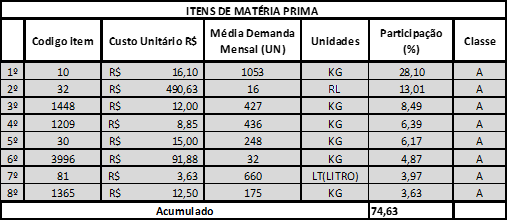 ITENS DE MATÉRIA PRIMA
Codigo item Custo Unitário R$ Média Demanda Mensal (UN) Unidades Participação (%) Classe
1º 10 R$ 16,10 1053 KG 28,10 A
2º 32 R$ 490,63 16 RL 13,01 A
3º 1448 R$ 12,00 427 KG 8,49 A
4º 1209 R$ 8,85 436 KG 6,39 A
5º 30 R$ 15,00 248 KG 6,17 A
6º 3996 R$ 91,88 32 KG 4,87 A
7º 81 R$ 3,63 660 LT(LITRO) 3,97 A
8º 1365 R$ 12,50 175 KG 3,63 A
Acumulado 74,63